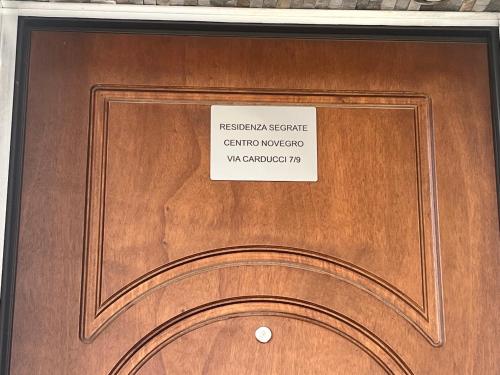 RESIDENZA SEGRATE
CENTRO NOVEGRO
VIA CARDUCCI 7/9